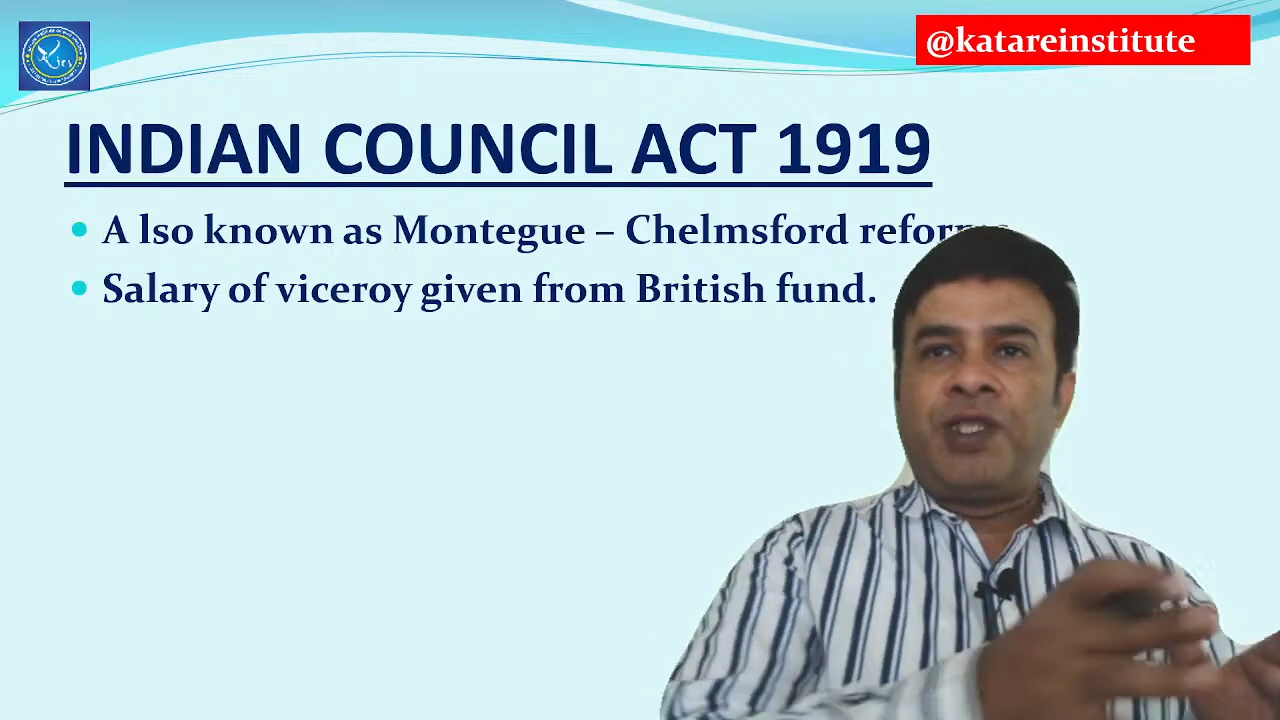 @katareinstitute
INDIAN COUNCIL ACT 1919
A lso known as Montegue – Chelmsford
Salary of viceroy given from British fund.